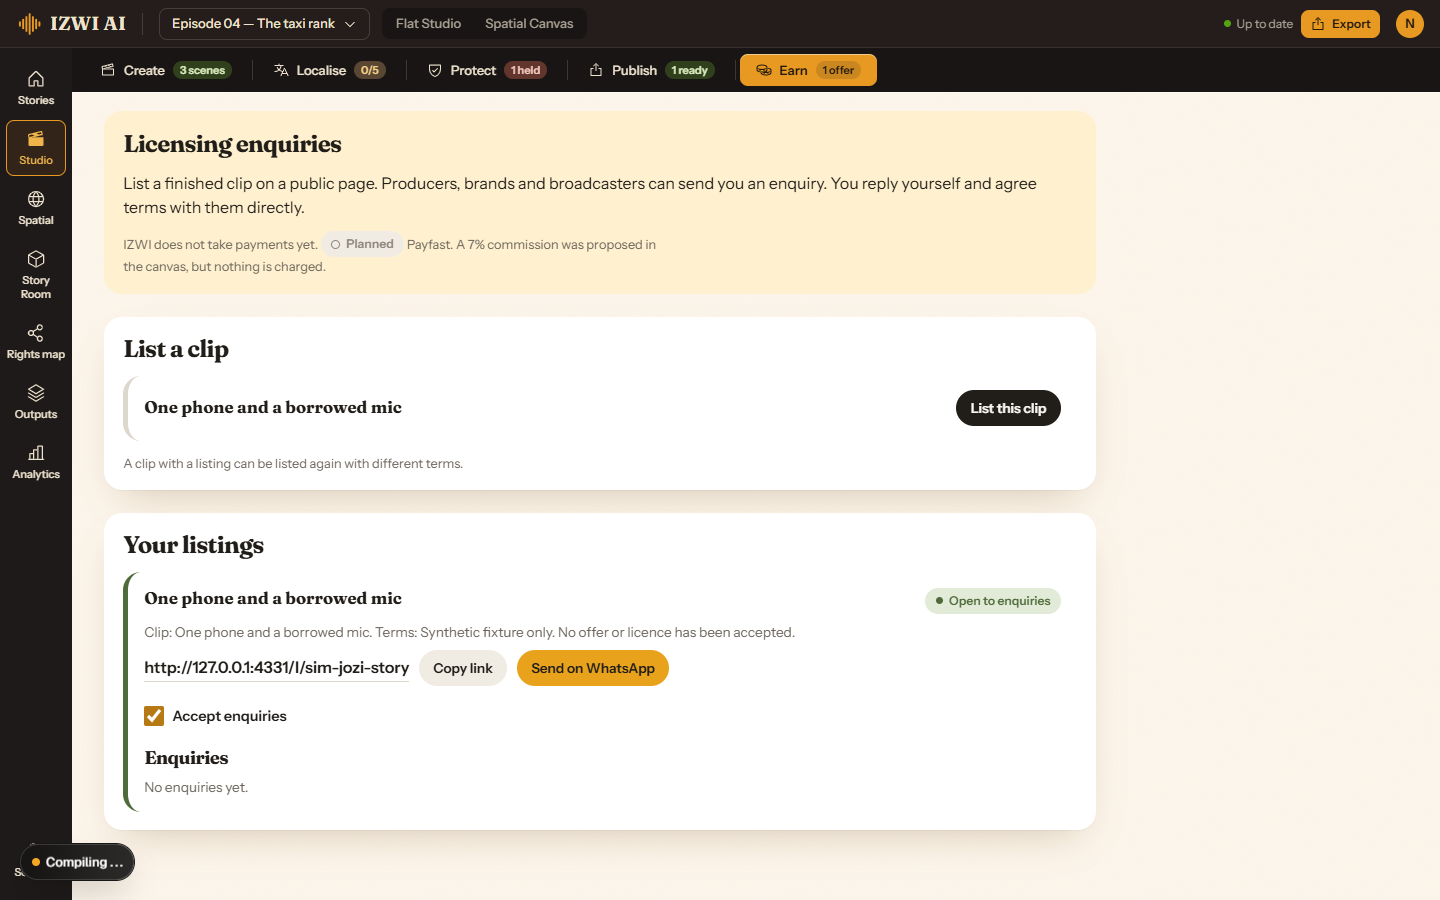 IZWI AI
Episode 04 — The taxi rank
Flat Studio
Spatial Canvas
Up to date
Export
N
Create 3 scenes
Localise 0/5
Protect 1 held
Publish 1 ready
Earn 1 offer
Stories
Studio
Spatial
Story
Room
Rights map
Outputs
Analytics
Licensing enquiries
List a finished clip on a public page. Producers, brands and broadcasters can send you an enquiry. You reply yourself and agree
terms with them directly.
IZWI does not take payments yet. Planned Payfast. A 7% commission was proposed in
the canvas, but nothing is charged.
List a clip
One phone and a borrowed mic
List this clip
A clip with a listing can be listed again with different terms.
Your listings
One phone and a borrowed mic
Open to enquiries
Clip: One phone and a borrowed mic. Terms: Synthetic fixture only. No offer or licence has been accepted.
http://127.0.0.1:4331/l/sim-jozi-story
Copy link
Send on WhatsApp
Accept enquiries
Enquiries
No enquiries yet.
Compiling ...